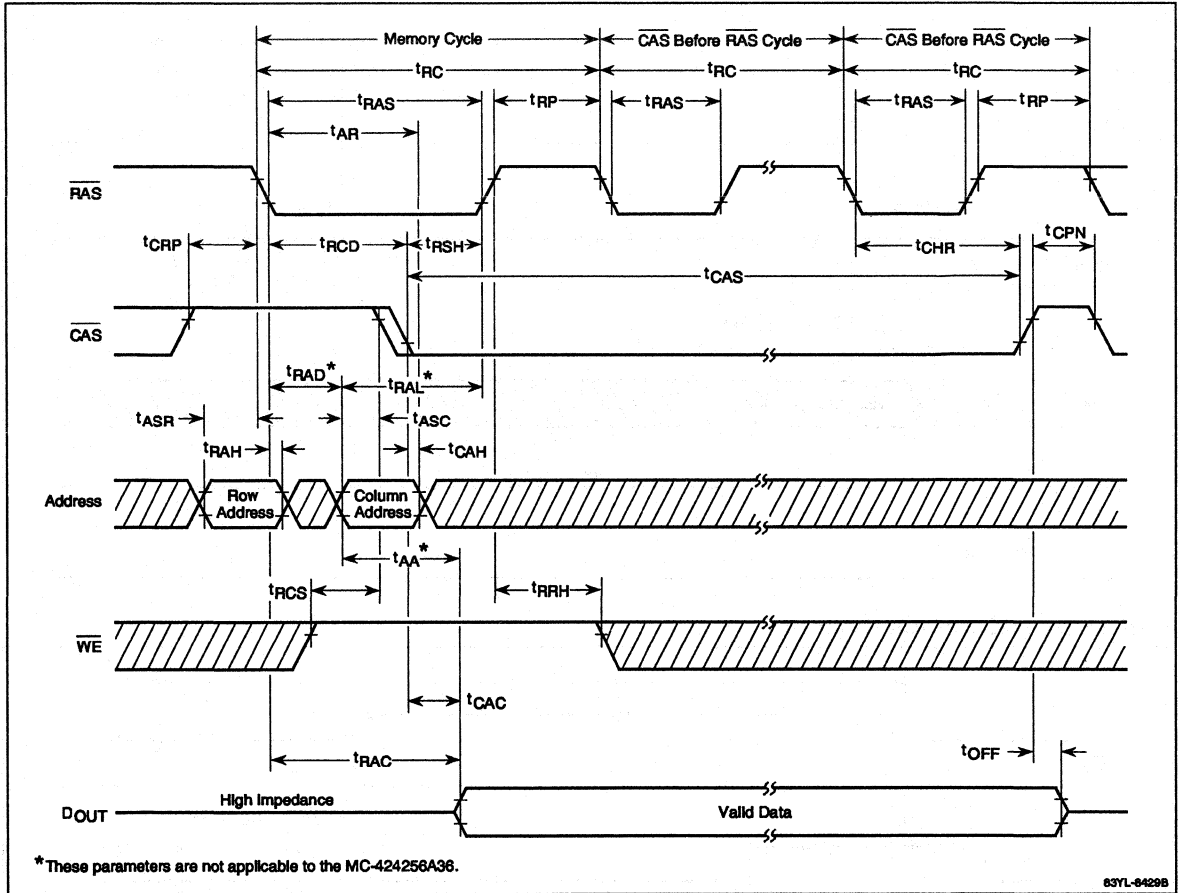 Memory Cycle
CAS Before RAS Cycle
CAS Before RAS Cycle
tRC
tRC
tRC
tRAS
tRP
tRAS
tRAS
tRP
tAR
RAS
tCRP
tRCD
tRSH
tCHR
tCPN
tCAS
CAS
tRAD*
tRAL*
tASR
tASC
tRAH
tCAH
Address
Row
Address
Column
Address
tAA*
tRCS
tRRH
WE
tCAC
tRAC
tOFF
High Impedance
DOUT
Valid Data
*These parameters are not applicable to the MC-424256A36.
83YL-8429B